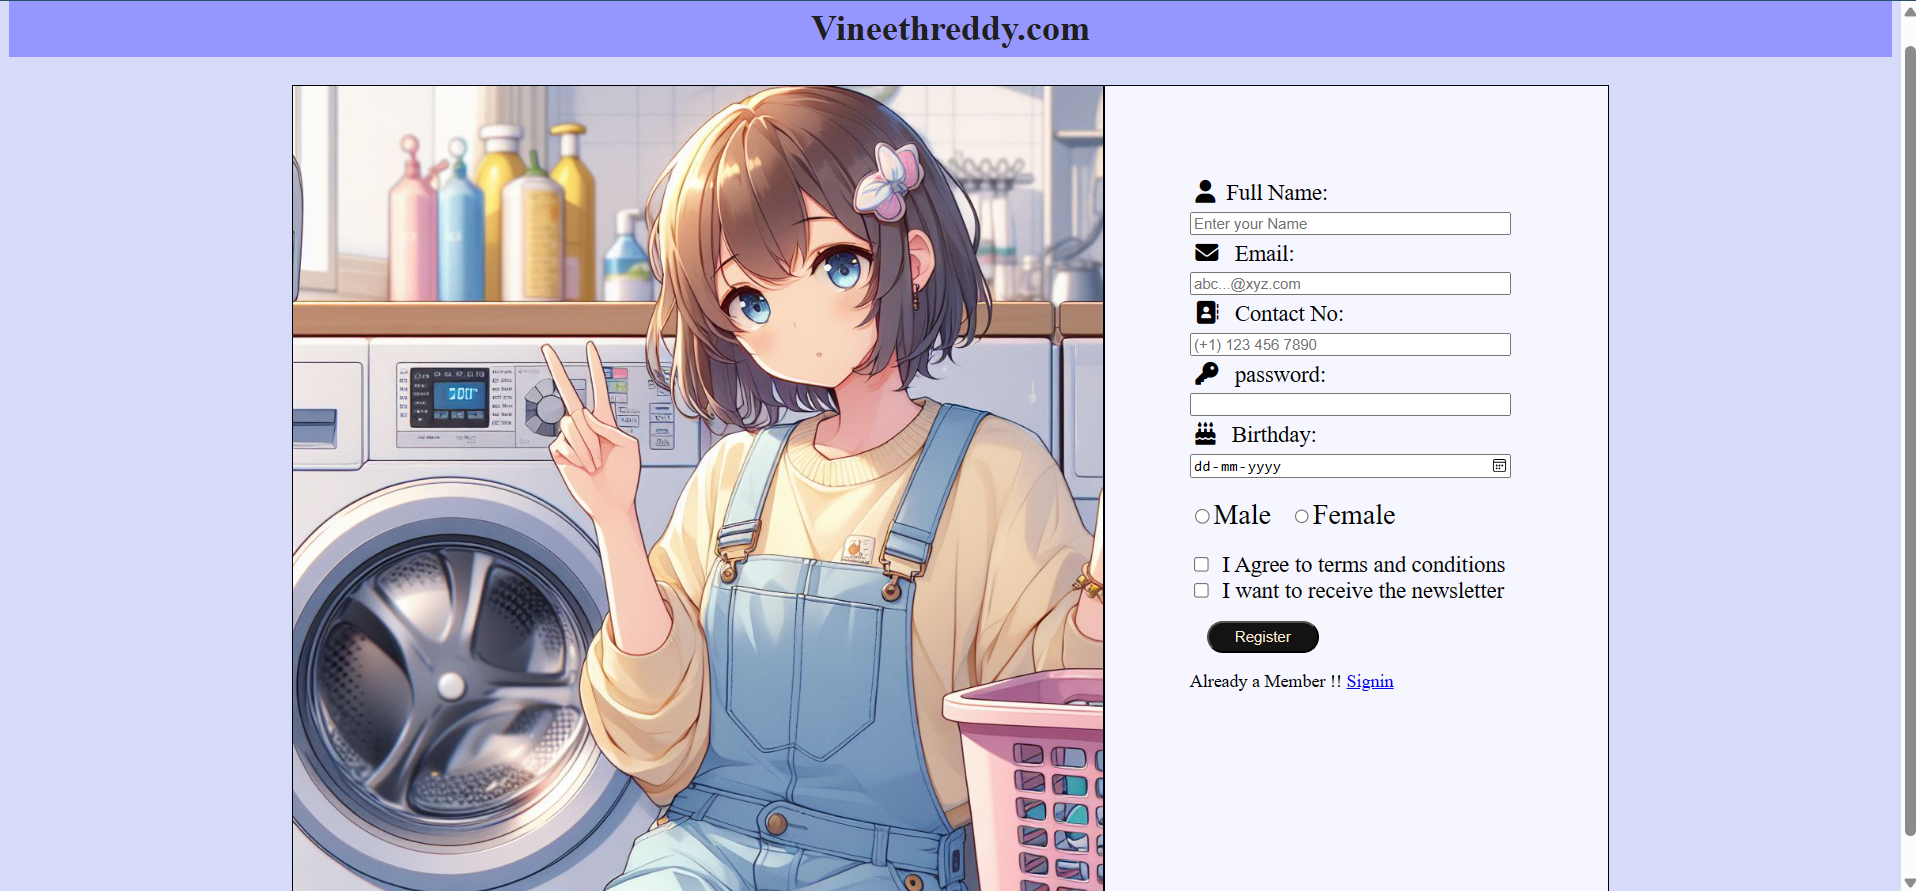 Vineethreddy.com
Full Name:
Enter your Name
Email:
abc...@xyz.com
Contact No:
(+1) 123 456 7890
password:
Birthday:
dd-mm-yyyy
Male Female
I Agree to terms and conditions
I want to receive the newsletter
Register
Already a Member !! Signin